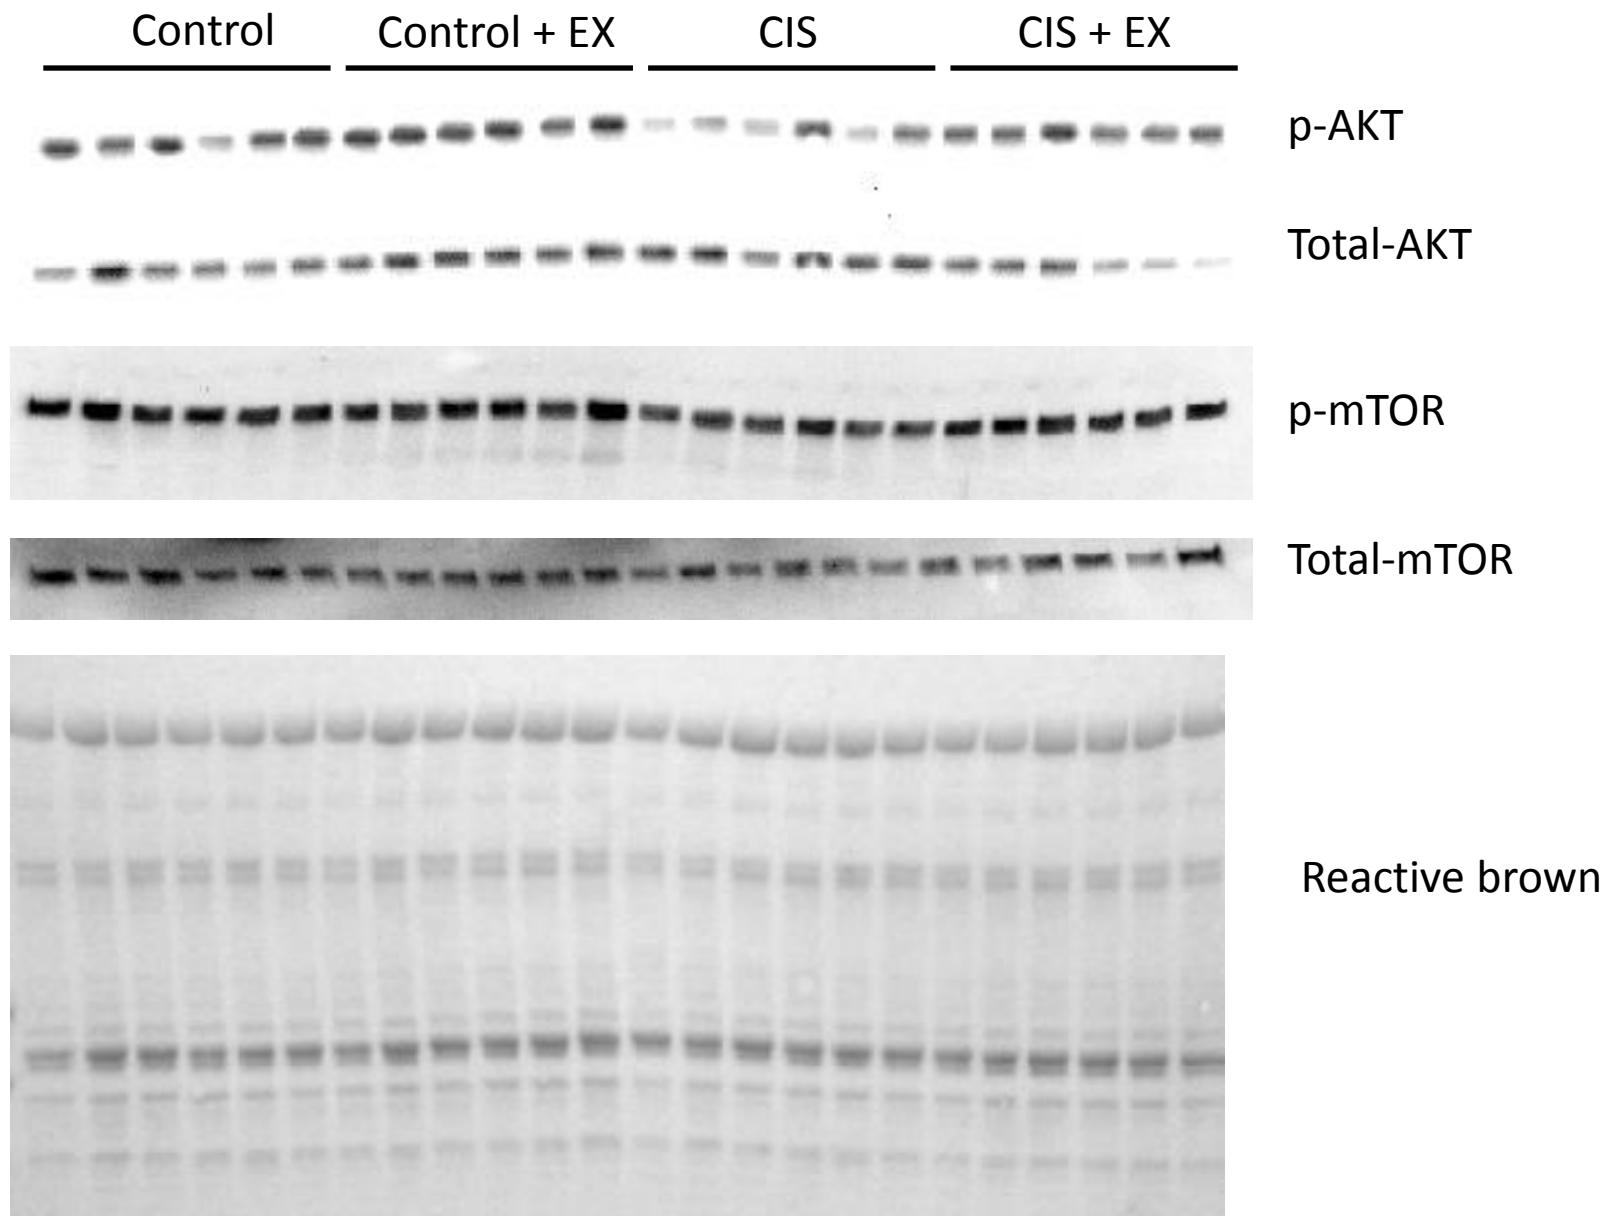 Control Control + EX CIS CIS + EX
p-AKT
Total-AKT
p-mTOR
Total-mTOR
Reactive brown